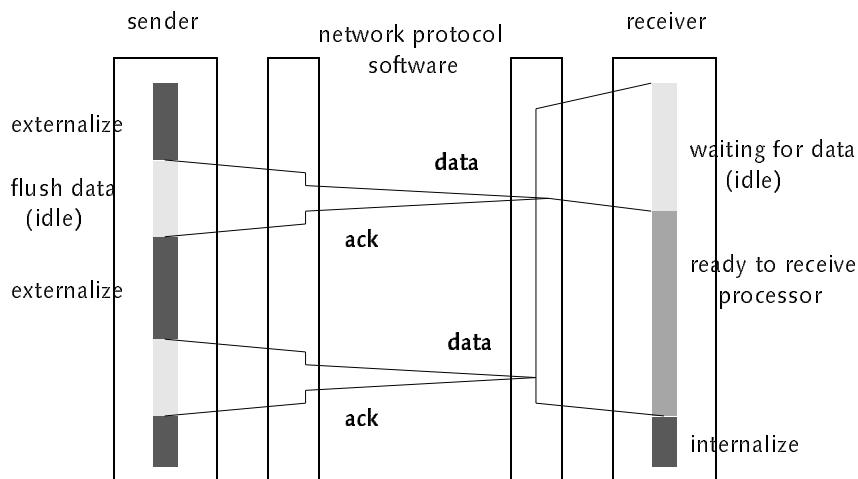 sender
network protocol
software
receiver
externalize
flush data
(idle)
externalize
data
ack
data
ack
waiting for data
(idle)
ready to receive
processor
internalize